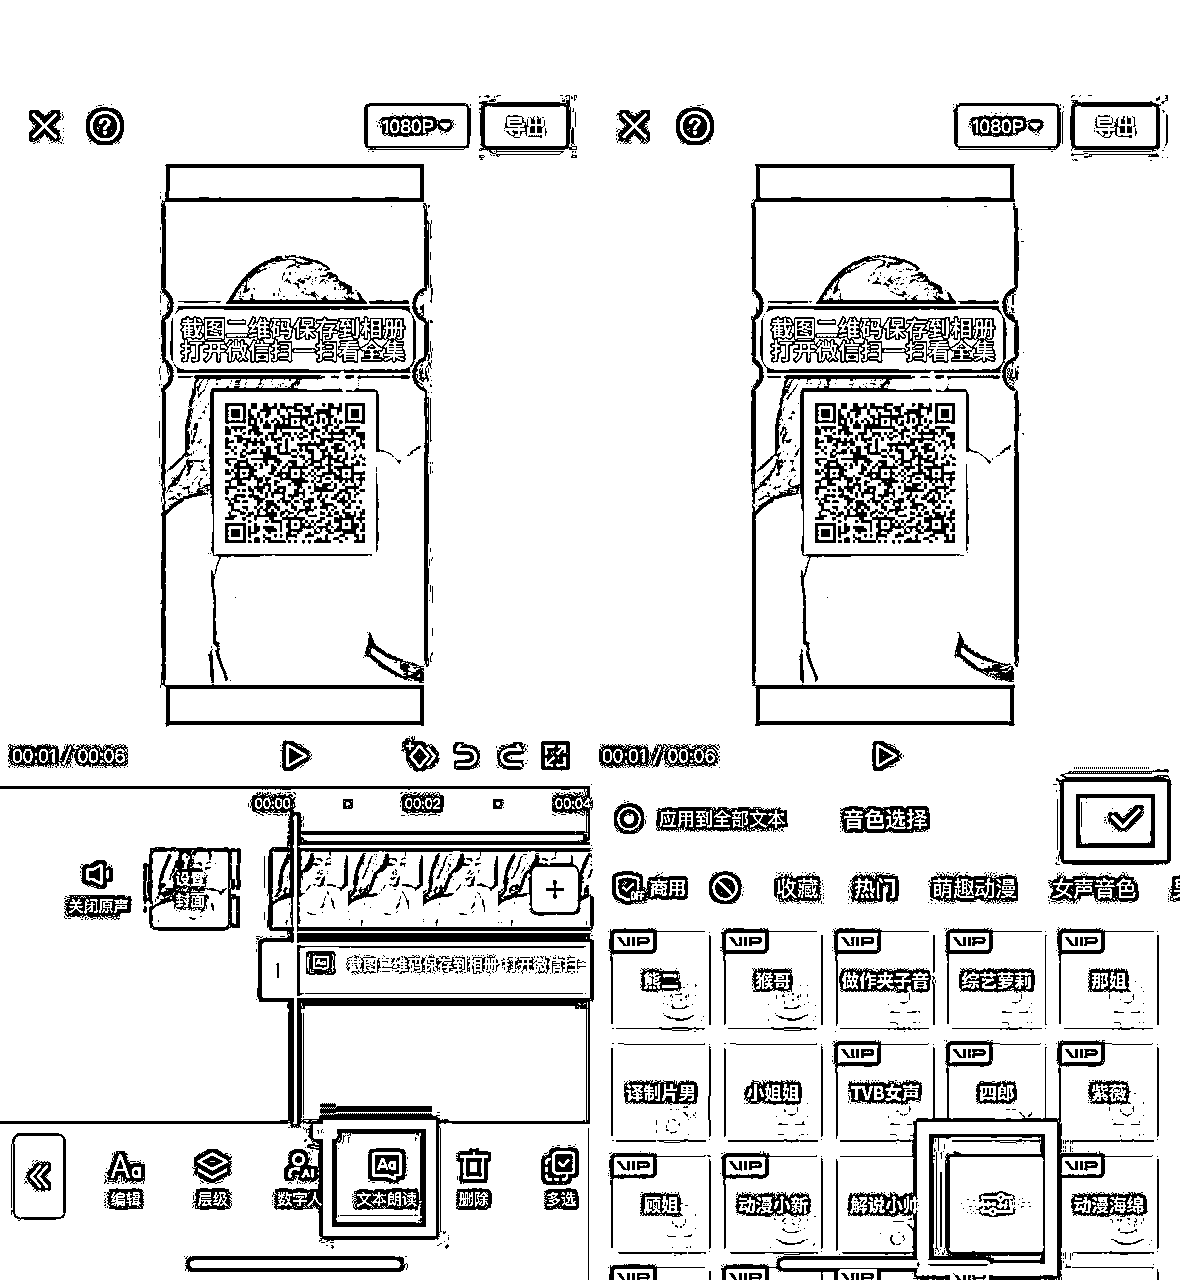 1080P
导出
截图二维码保存到相册
打开微信扫一扫看全集
00:01 / 00:06
00:00
00:02
00:04
关闭原声
设置
封面
1
截图二维码保存到相册 打开微信扫一
Aa
编辑
层级
数字人
文本朗读
删除
多选
1080P
导出
截图二维码保存到相册
打开微信扫一扫看全集
00:01 / 00:06
应用到全部文本
音色选择
商用
收藏
热门
萌趣动漫
女声音色
VIP
VIP
VIP
VIP
VIP
熊二
猴哥
做作夹子音
综艺萝莉
那姐
VIP
VIP
VIP
译制片男
小姐姐
TVB女声
四郎
紫薇
VIP
VIP
VIP
顾姐
动漫小新
解说小帅
动漫海绵